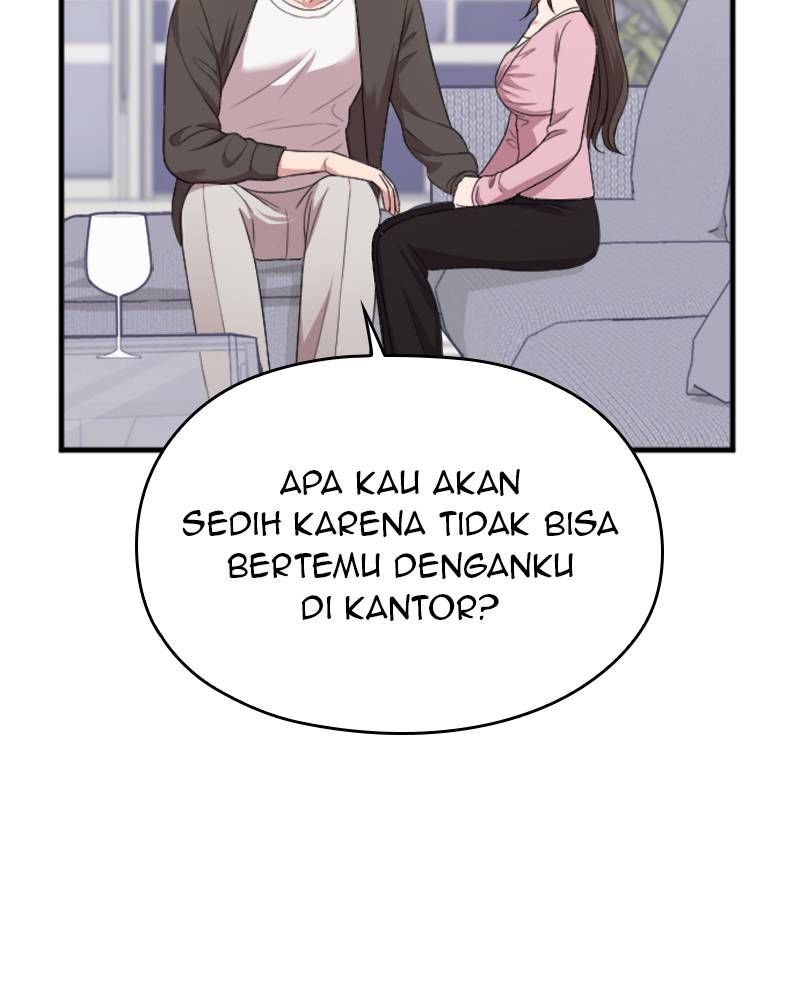 APA KAU AKAN
SEDIH KARENA TIDAK BISA
BERTEMU DENGANKU
DI KANTOR?